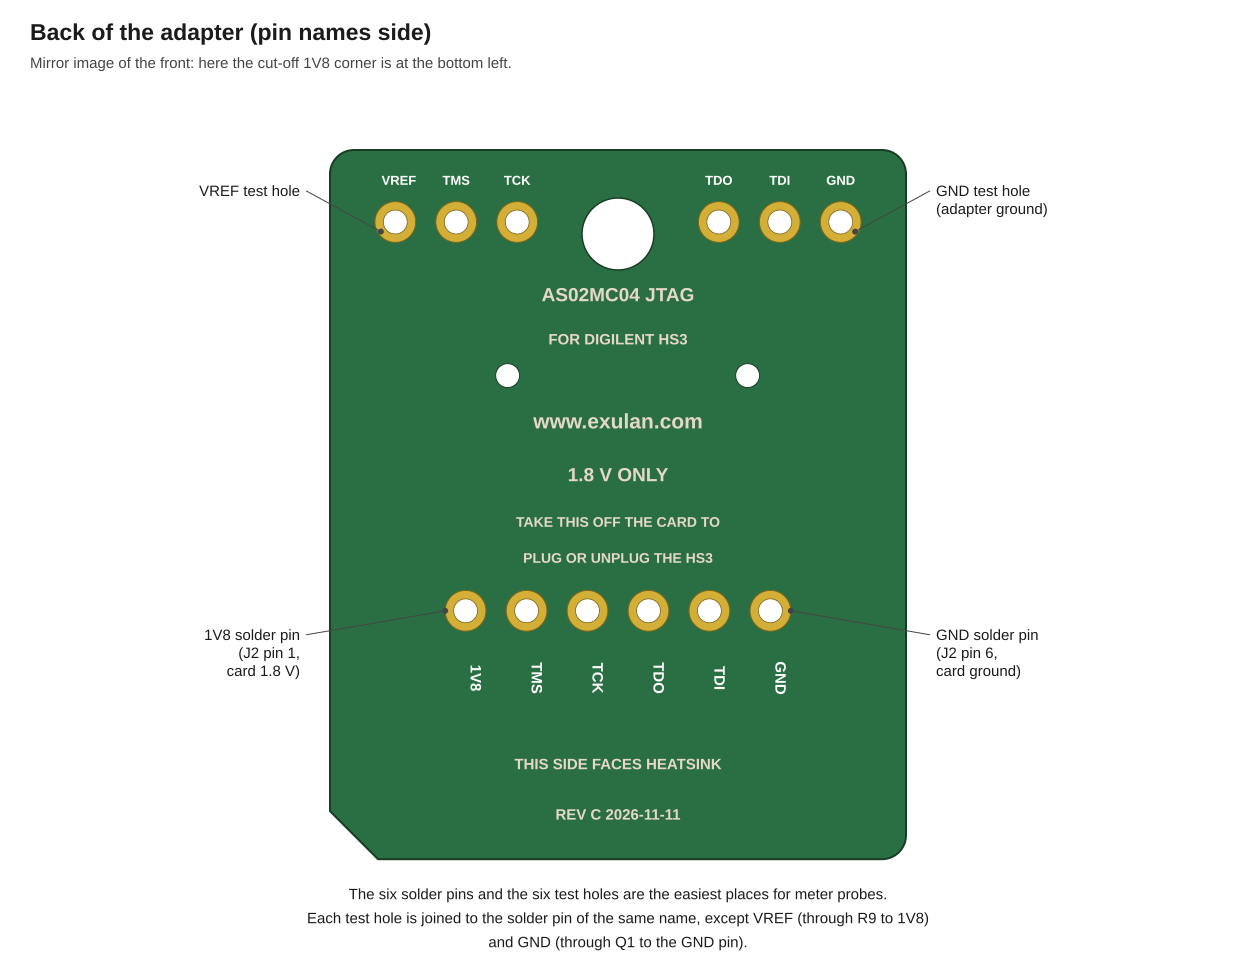 Back of the adapter (pin names side)
Mirror image of the front: here the cut-off 1V8 corner is at the bottom left.
VREF TMS TCK TDO TDI GND
VREF test hole
GND test hole
(adapter ground)
AS02MC04 JTAG
FOR DIGILENT HS3
www.exulan.com
1.8 V ONLY
TAKE THIS OFF THE CARD TO
PLUG OR UNPLUG THE HS3
1V8 solder pin
(J2 pin 1,
card 1.8 V)
GND solder pin
(J2 pin 6,
card ground)
1V8 TMS TCK TDO TDI GND
THIS SIDE FACES HEATSINK
REV C 2026-11-11
The six solder pins and the six test holes are the easiest places for meter probes.
Each test hole is joined to the solder pin of the same name, except VREF (through R9 to 1V8)
and GND (through Q1 to the GND pin).